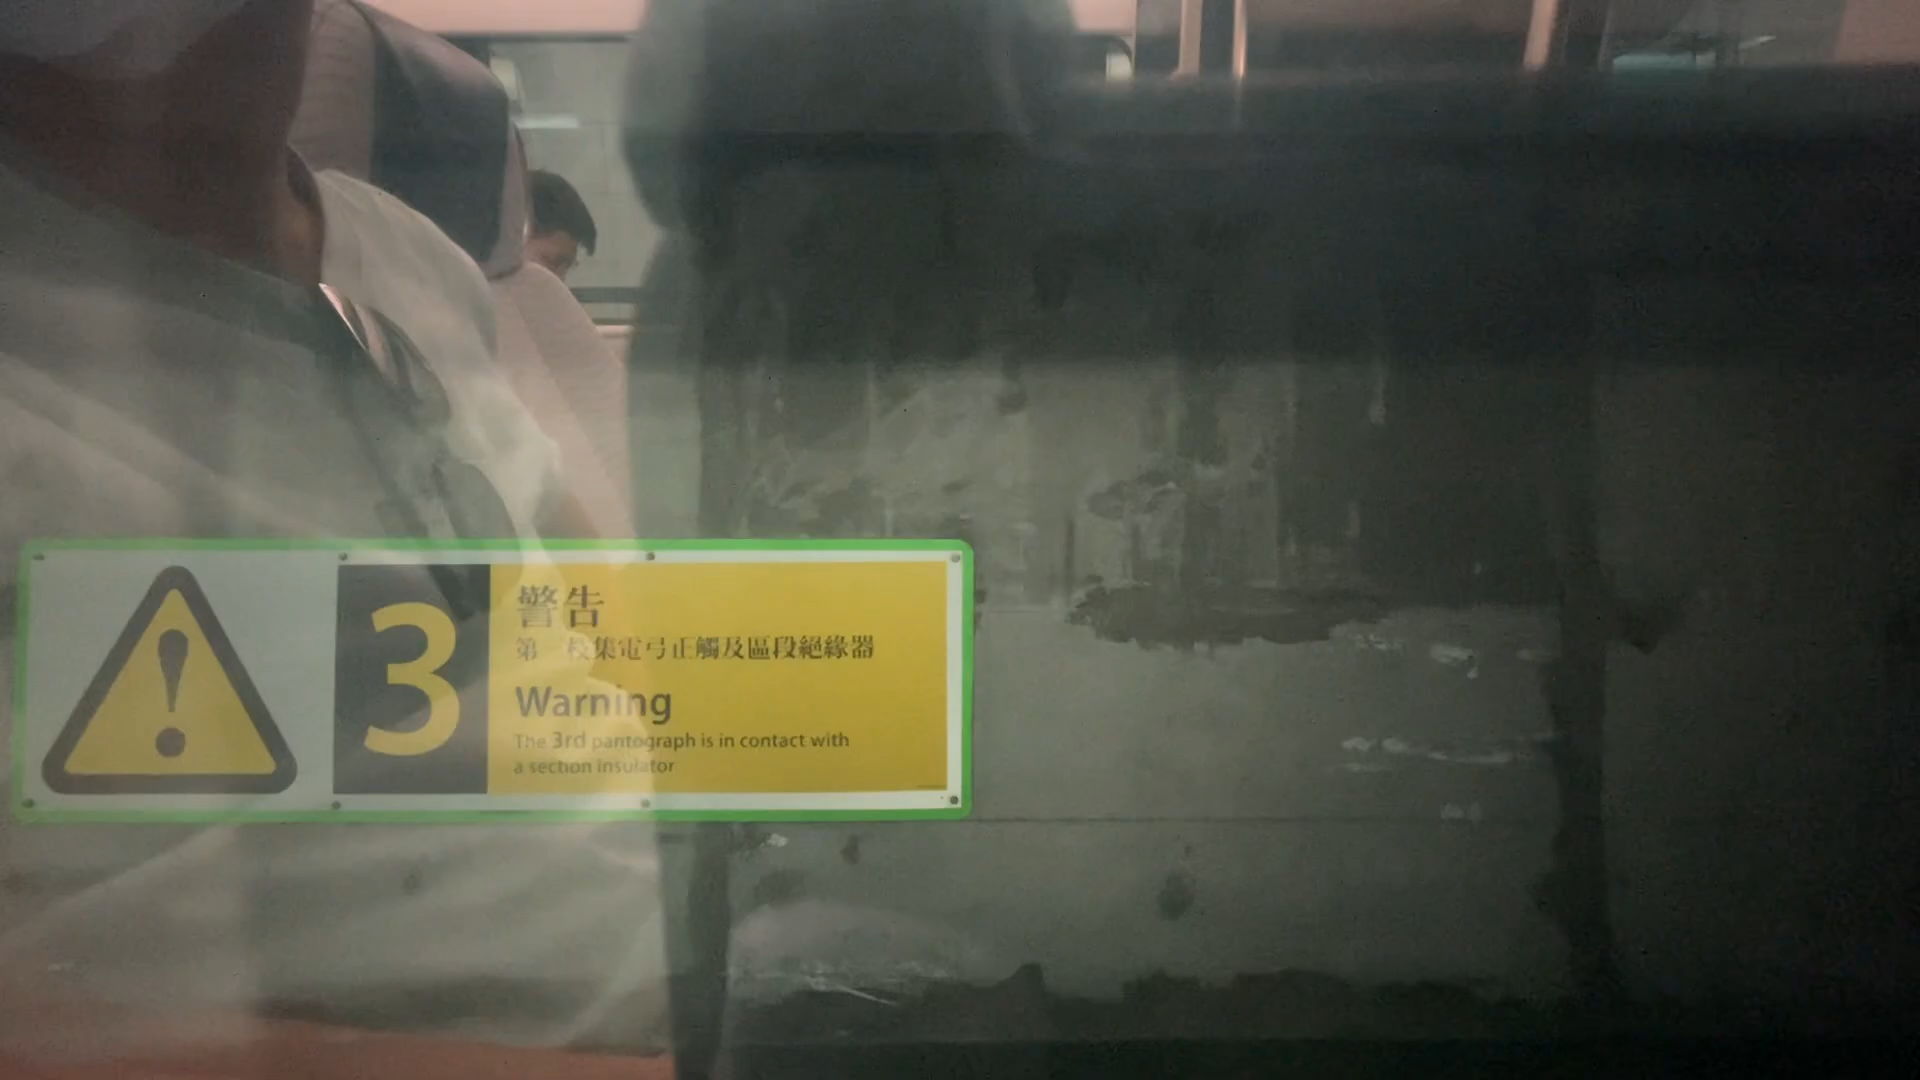 3
警告
第三枝集電弓正觸及區段絕緣器
Warning
The 3rd pantograph is in contact with
a section insulator